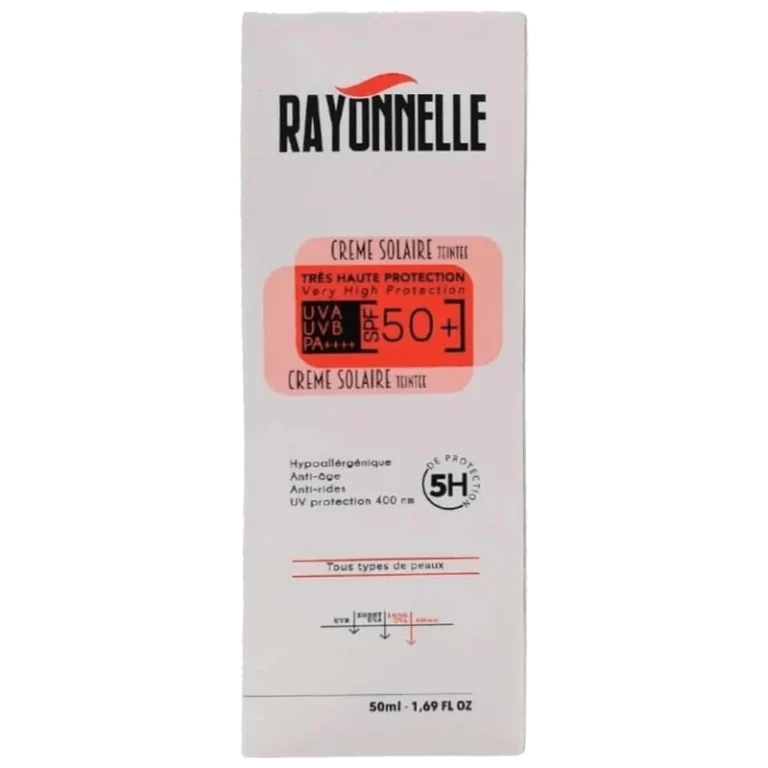 RAYONNELLE
CREME SOLAIRE TEINTEE
TRÈS HAUTE PROTECTION
Very High Protection
UVA
UVB
PA++++
SPF 50+
CREME SOLAIRE TEINTEE
Hypoallérgénique
Anti-âge
Anti-rides
UV protection 400 nm
5H
DE PROTECTION
Tous types de peaux
UVB
SHORT UVA
LONG UVA
50ml - 1,69 FL OZ